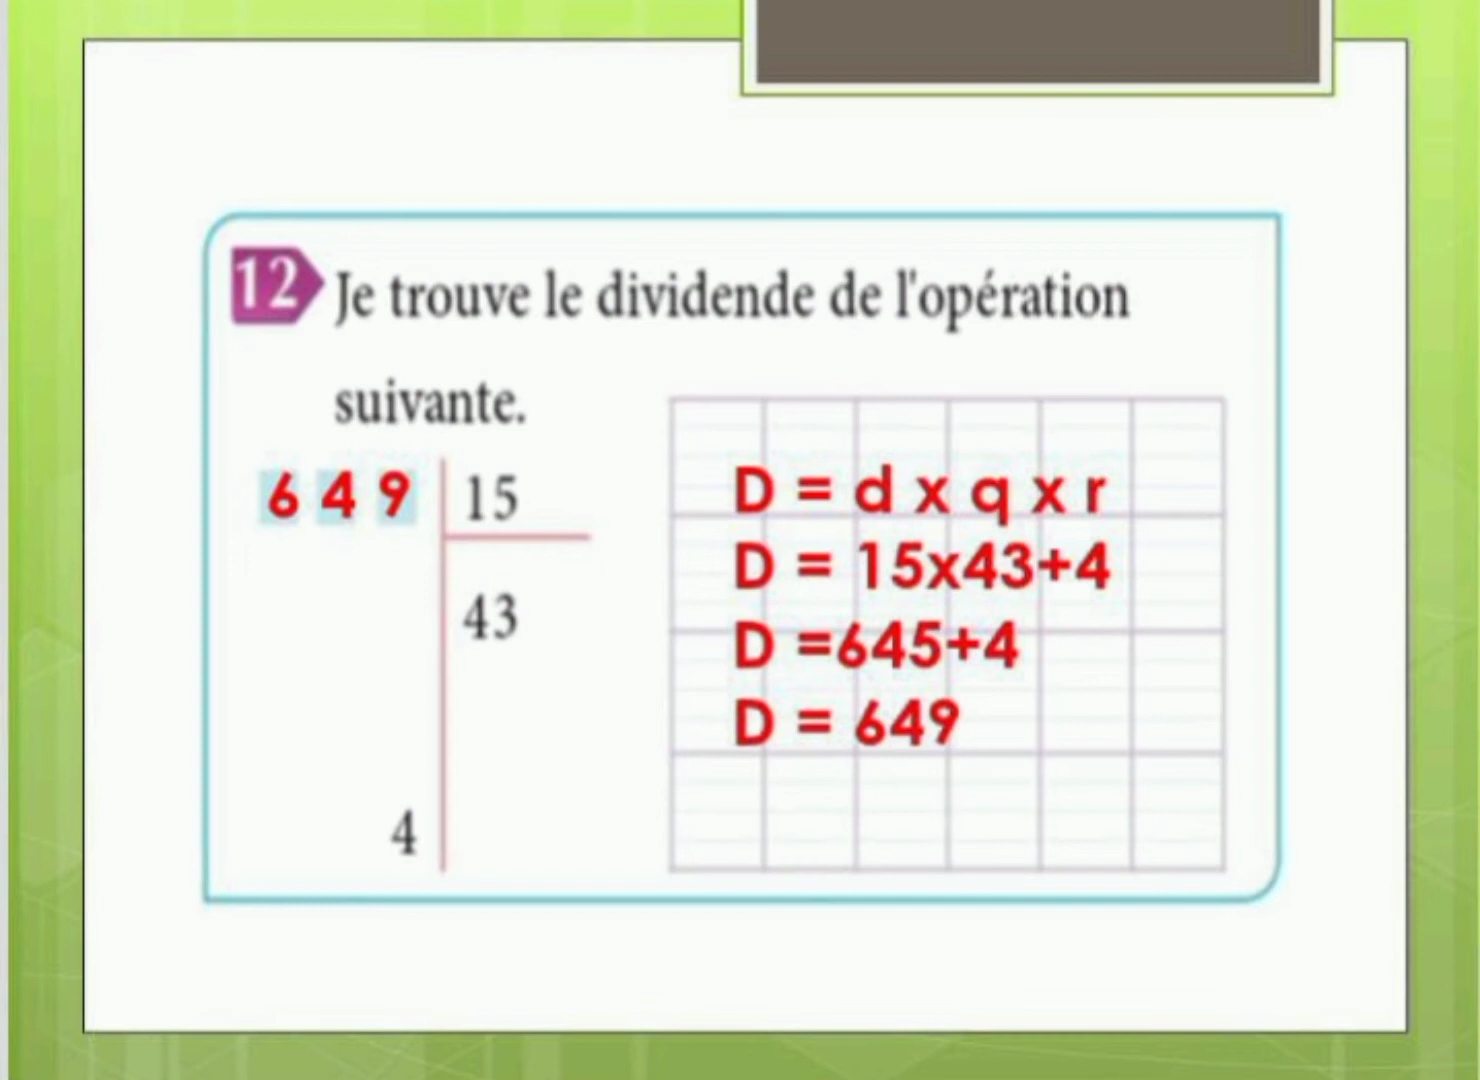 12 Je trouve le dividende de l'opération
suivante.
6 4 9 15
43
4
D = d x q x r
D = 15x43+4
D =645+4
D = 649